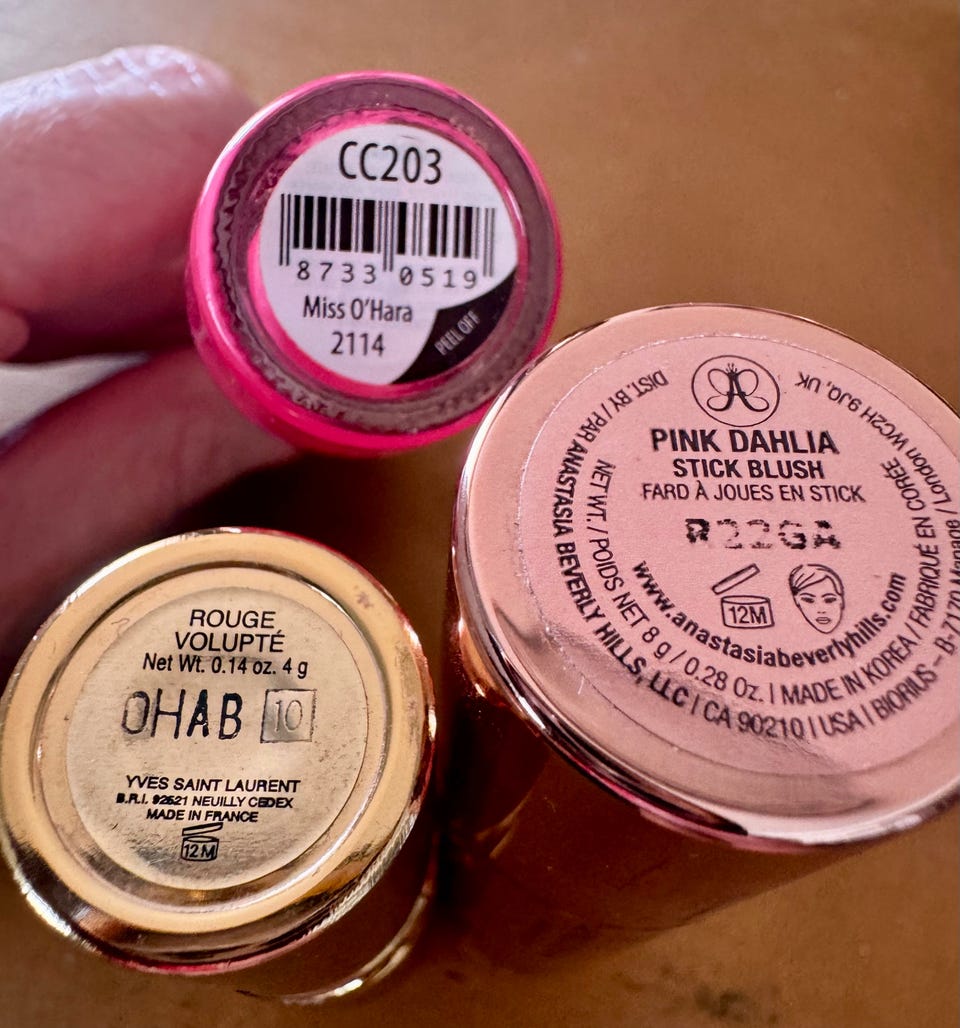 CC203
8733 0519
Miss O'Hara
2114
PEEL OFF
A
PINK DAHLIA
STICK BLUSH
FARD À JOUES EN STICK
R22GA
12M
www.anastasiabeverlyhills.com
NET WT. / POIDS NET 8 g / 0.28 Oz. | MADE IN KOREA / FABRIQUÉ EN CORÉE
DIST. BY / PAR ANASTASIA BEVERLY HILLS, LLC | CA 90210 | USA | BIORIUS – B-7170 Manage / London WC2H 9JQ, UK
ROUGE
VOLUPTÉ
Net Wt. 0.14 oz. 4 g
OHAB 10
YVES SAINT LAURENT
B.P.I. 92521 NEUILLY CEDEX
MADE IN FRANCE
12M